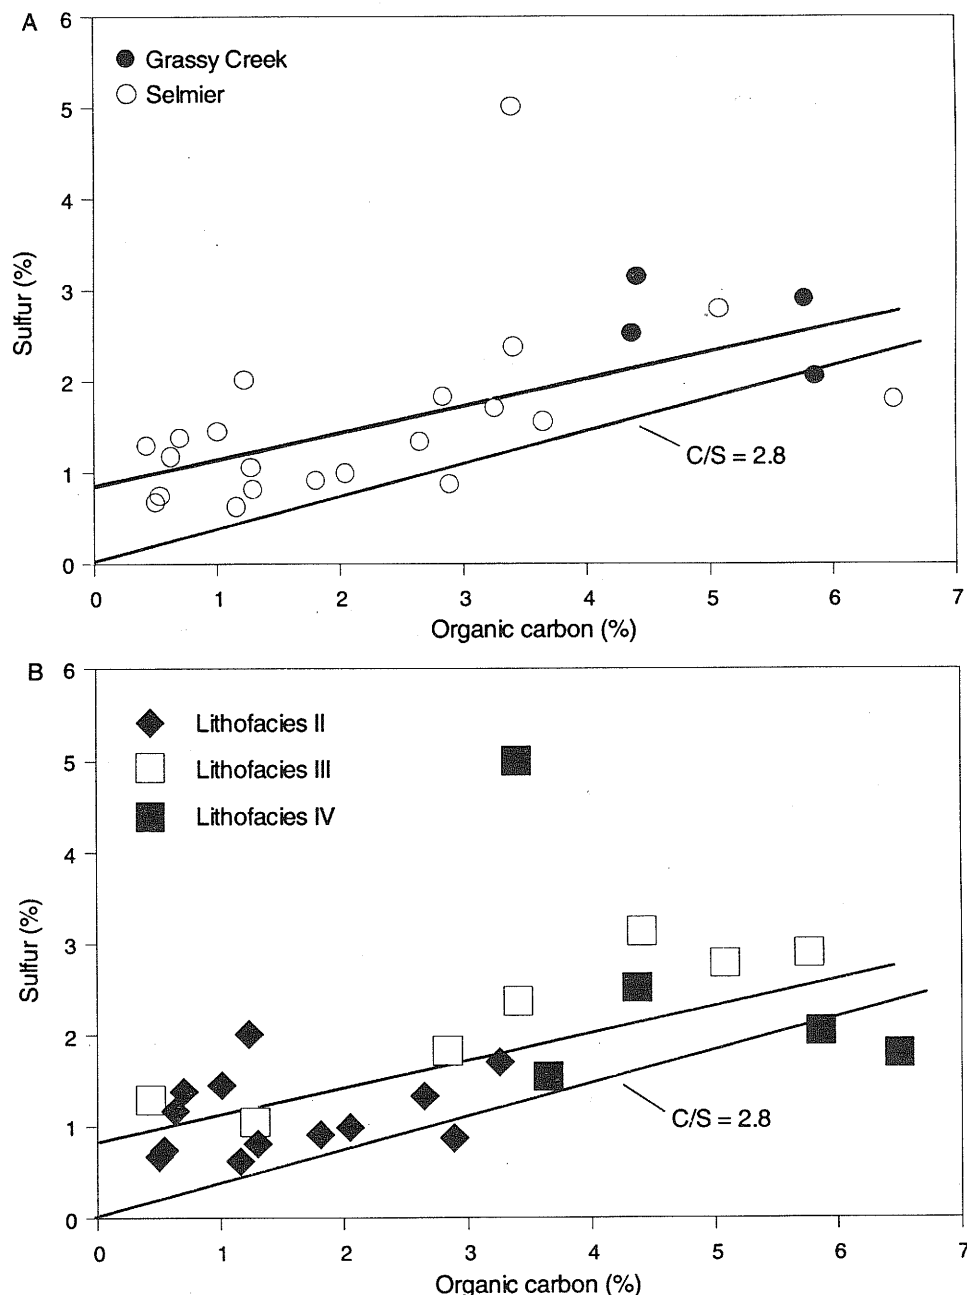 A
6
5
4
3
2
1
0
Sulfur (%)
Grassy Creek
Selmier
C/S = 2.8
0 1 2 3 4 5 6 7
Organic carbon (%)
B
6
5
4
3
2
1
0
Sulfur (%)
Lithofacies II
Lithofacies III
Lithofacies IV
C/S = 2.8
0 1 2 3 4 5 6 7
Organic carbon (%)